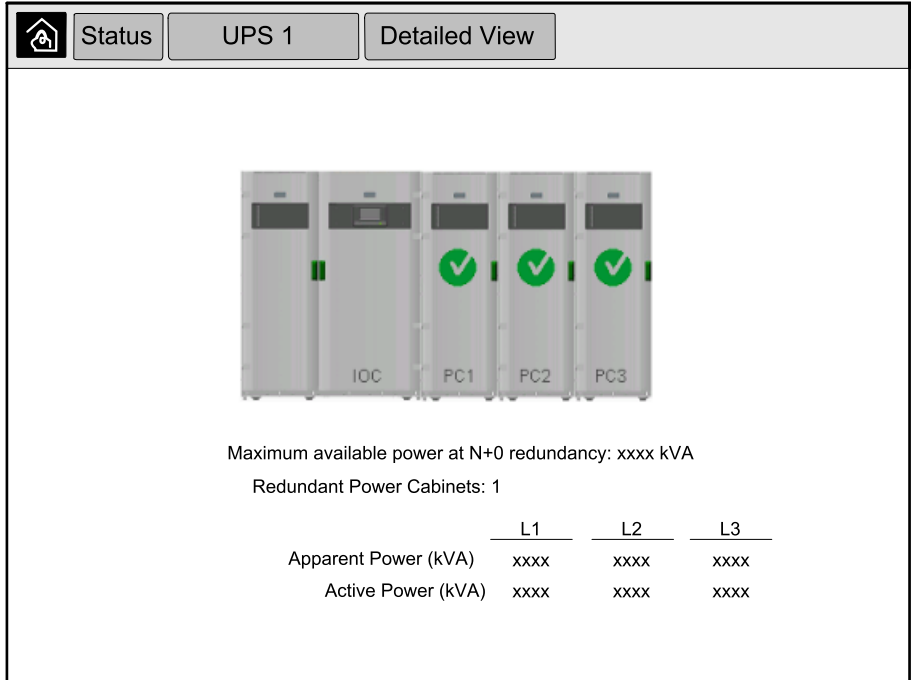 Status UPS 1 Detailed View
IOC PC1 PC2 PC3
Maximum available power at N+0 redundancy: xxxx kVA
Redundant Power Cabinets: 1
L1 L2 L3
Apparent Power (kVA) xxxx xxxx xxxx
Active Power (kVA) xxxx xxxx xxxx